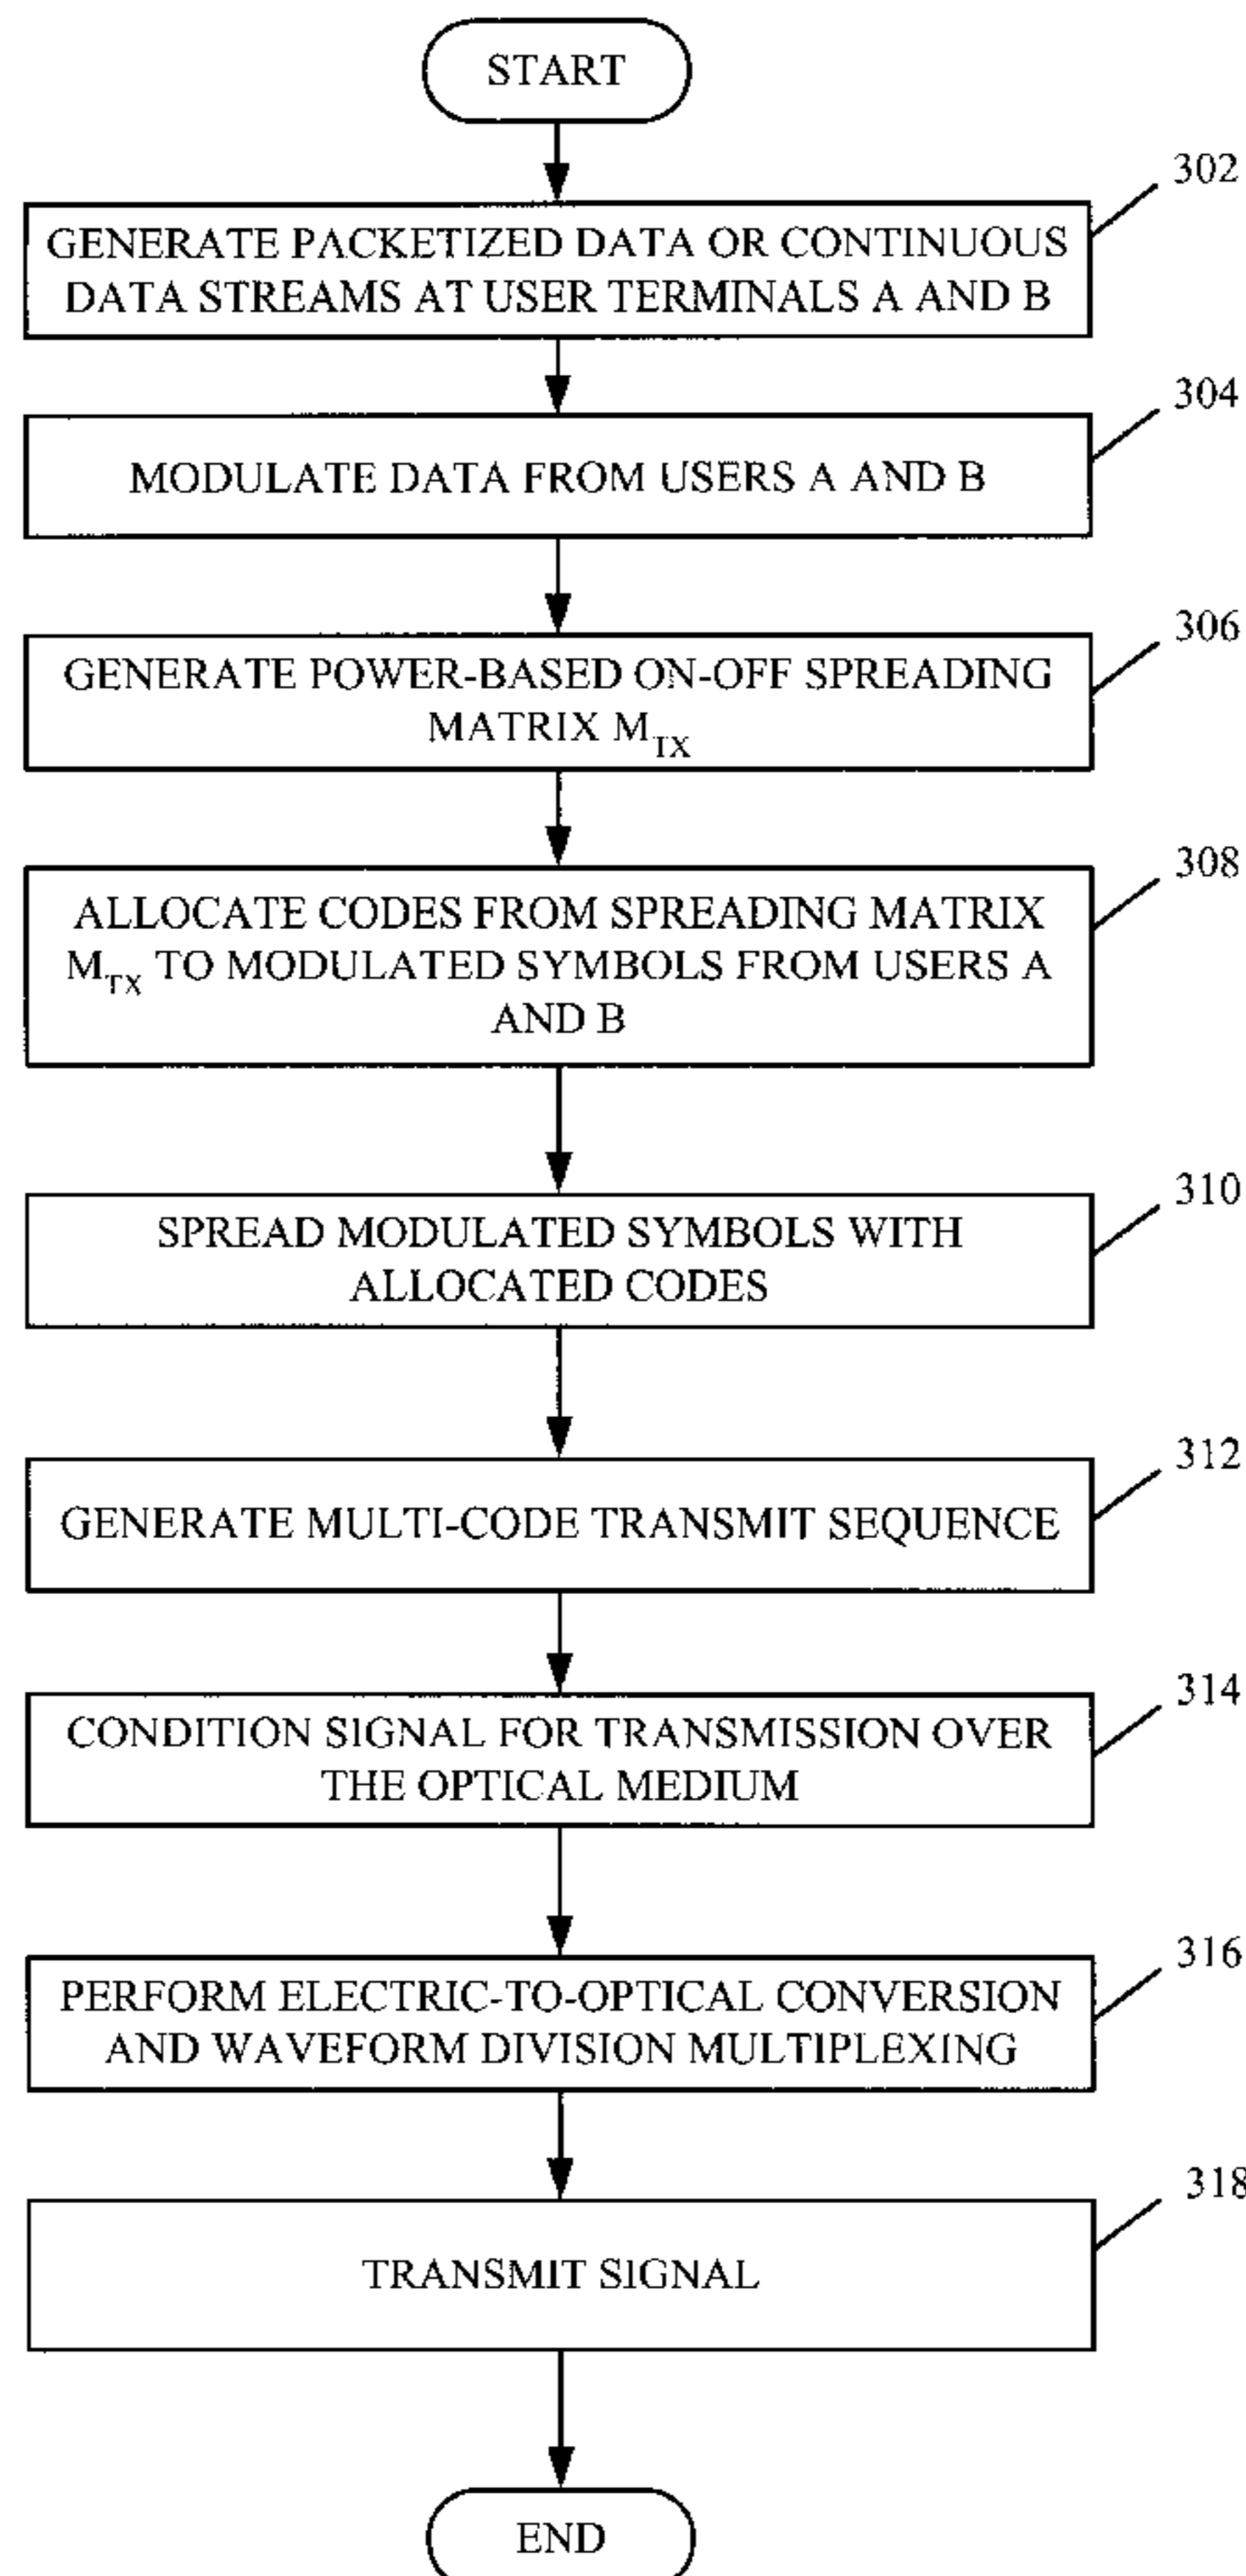 START
302
GENERATE PACKETIZED DATA OR CONTINUOUS
DATA STREAMS AT USER TERMINALS A AND B
304
MODULATE DATA FROM USERS A AND B
306
GENERATE POWER-BASED ON-OFF SPREADING
MATRIX M_TX
308
ALLOCATE CODES FROM SPREADING MATRIX
M_TX TO MODULATED SYMBOLS FROM USERS A
AND B
310
SPREAD MODULATED SYMBOLS WITH
ALLOCATED CODES
312
GENERATE MULTI-CODE TRANSMIT SEQUENCE
314
CONDITION SIGNAL FOR TRANSMISSION OVER
THE OPTICAL MEDIUM
316
PERFORM ELECTRIC-TO-OPTICAL CONVERSION
AND WAVEFORM DIVISION MULTIPLEXING
318
TRANSMIT SIGNAL
END